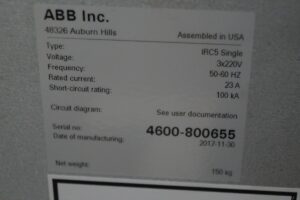 ABB Inc.
48326 Auburn Hills Assembled in USA
Type: IRC5 Single
Voltage: 3x220V
Frequency: 50-60 HZ
Rated current: 23 A
Short-circuit rating: 100 kA
Circuit diagram: See user documentation
Serial no: 4600-800655
Date of manufacturing: 2012-11-30
Net weight: 150 kg